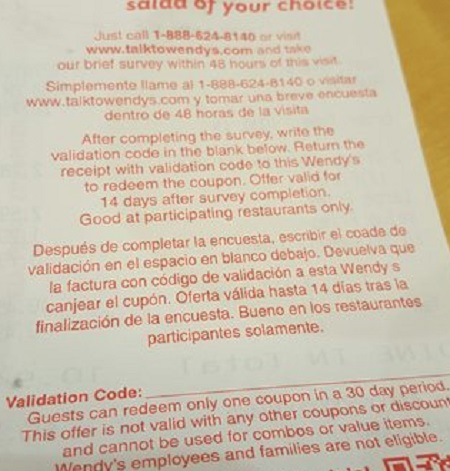 salad of your choice!
Just call 1-888-624-8140 or visit
www.talktowendys.com and take
our brief survey within 48 hours of this visit.
Simplemente llame al 1-888-624-8140 o visitar
www.talktowendys.com y tomar una breve encuesta
dentro de 48 horas de la visita
After completing the survey, write the
validation code in the blank below. Return the
receipt with validation code to this Wendy's
to redeem the coupon. Offer valid for
14 days after survey completion.
Good at participating restaurants only.
Después de completar la encuesta, escribir el coade de
validación en el espacio en blanco debajo. Devuelva que
la factura con código de validación a esta Wendy s
canjear el cupón. Oferta válida hasta 14 días tras la
finalización de la encuesta. Bueno en los restaurantes
participantes solamente.
Validation Code:
Guests can redeem only one coupon in a 30 day period.
This offer is not valid with any other coupons or discount
and cannot be used for combos or value items.
Wendy's employees and families are not eligible.